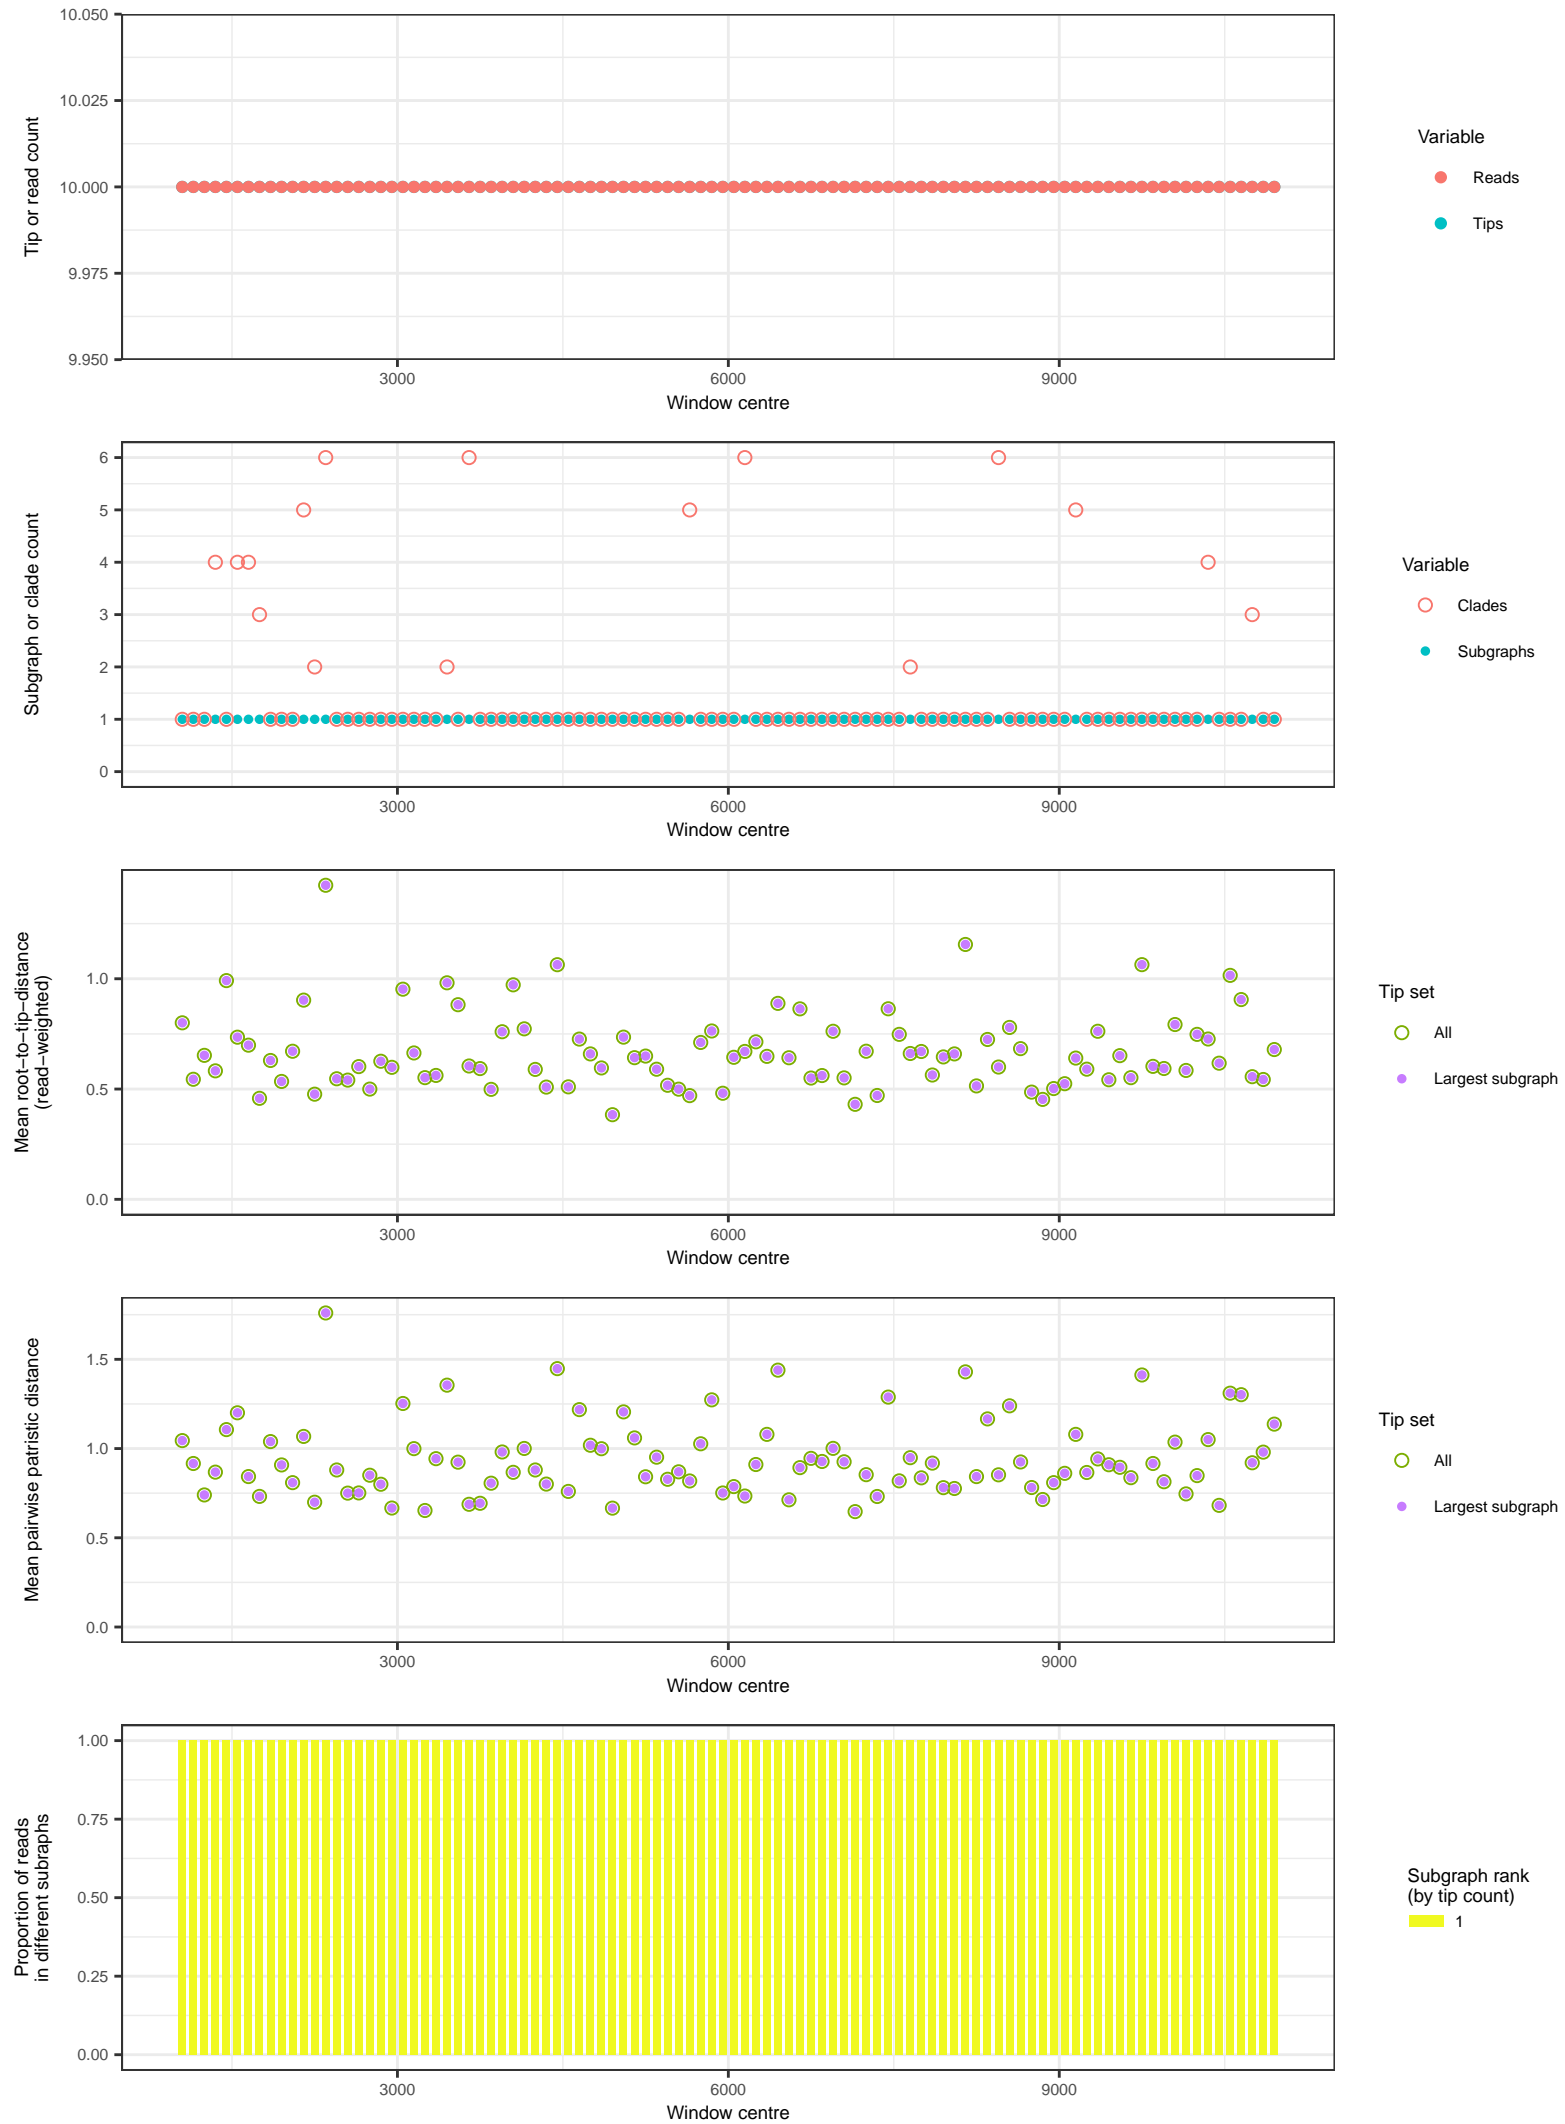 10.050
10.025
10.000
9.975
9.950
Tip or read count
3000 6000 9000
Window centre
Variable
Reads
Tips
6
5
4
3
2
1
0
Subgraph or clade count
3000 6000 9000
Window centre
Variable
Clades
Subgraphs
1.0
0.5
0.0
Mean root−to−tip−distance
(read−weighted)
3000 6000 9000
Window centre
Tip set
All
Largest subgraph
1.5
1.0
0.5
0.0
Mean pairwise patristic distance
3000 6000 9000
Window centre
Tip set
All
Largest subgraph
1.00
0.75
0.50
0.25
0.00
Proportion of reads
in different subraphs
3000 6000 9000
Window centre
Subgraph rank
(by tip count)
1